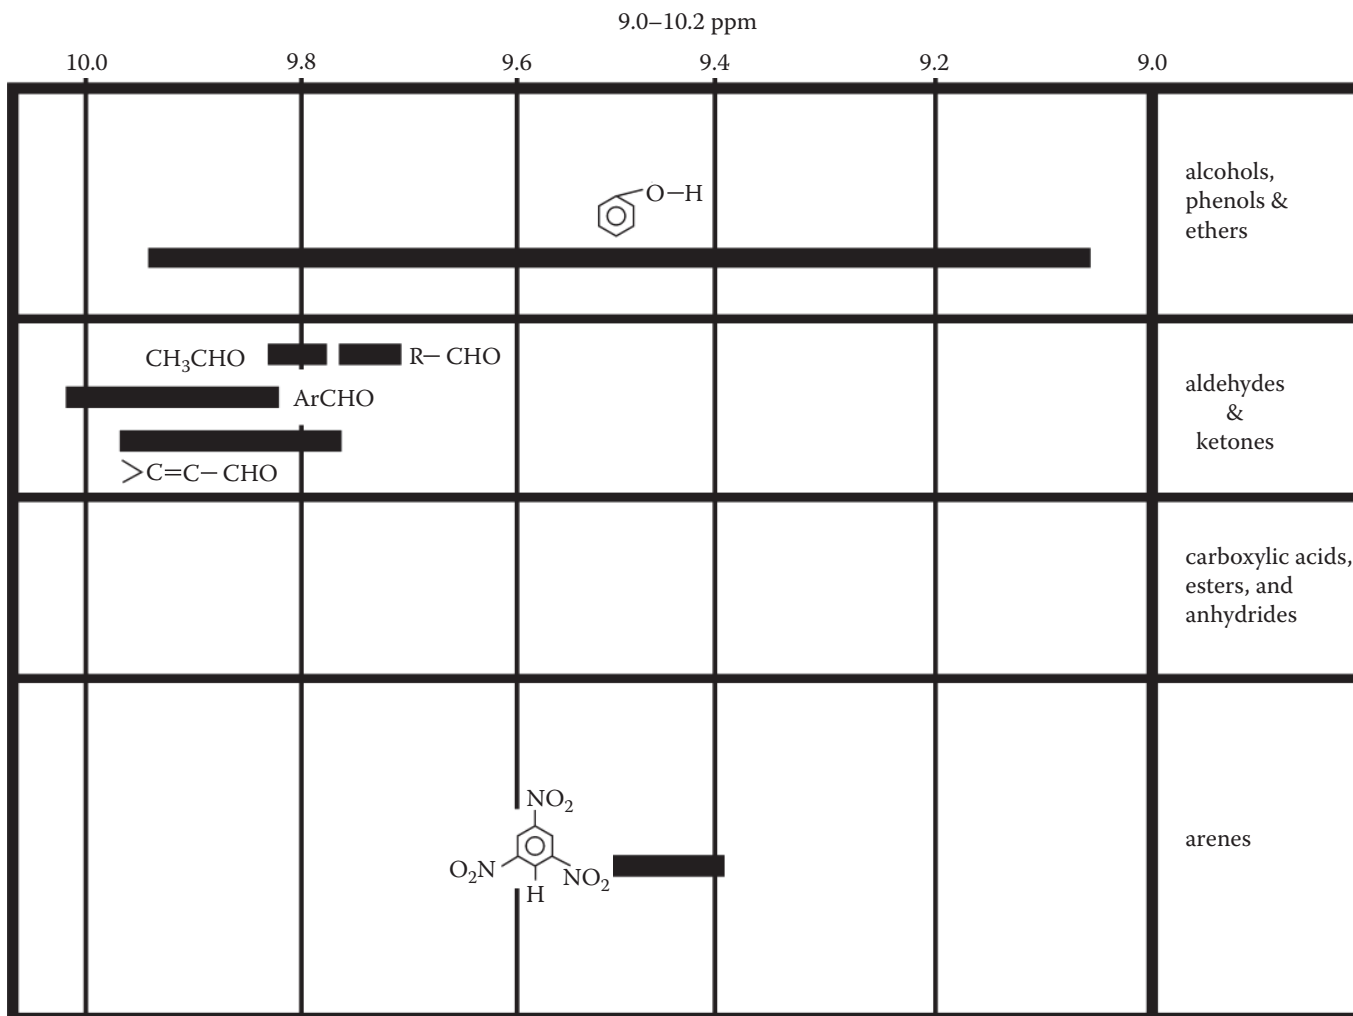 9.0–10.2 ppm
10.0 9.8 9.6 9.4 9.2 9.0
O–H
alcohols,
phenols &
ethers
CH₃CHO
R– CHO
ArCHO
>C=C– CHO
aldehydes
&
ketones
carboxylic acids,
esters, and
anhydrides
NO₂
O₂N
NO₂
H
arenes